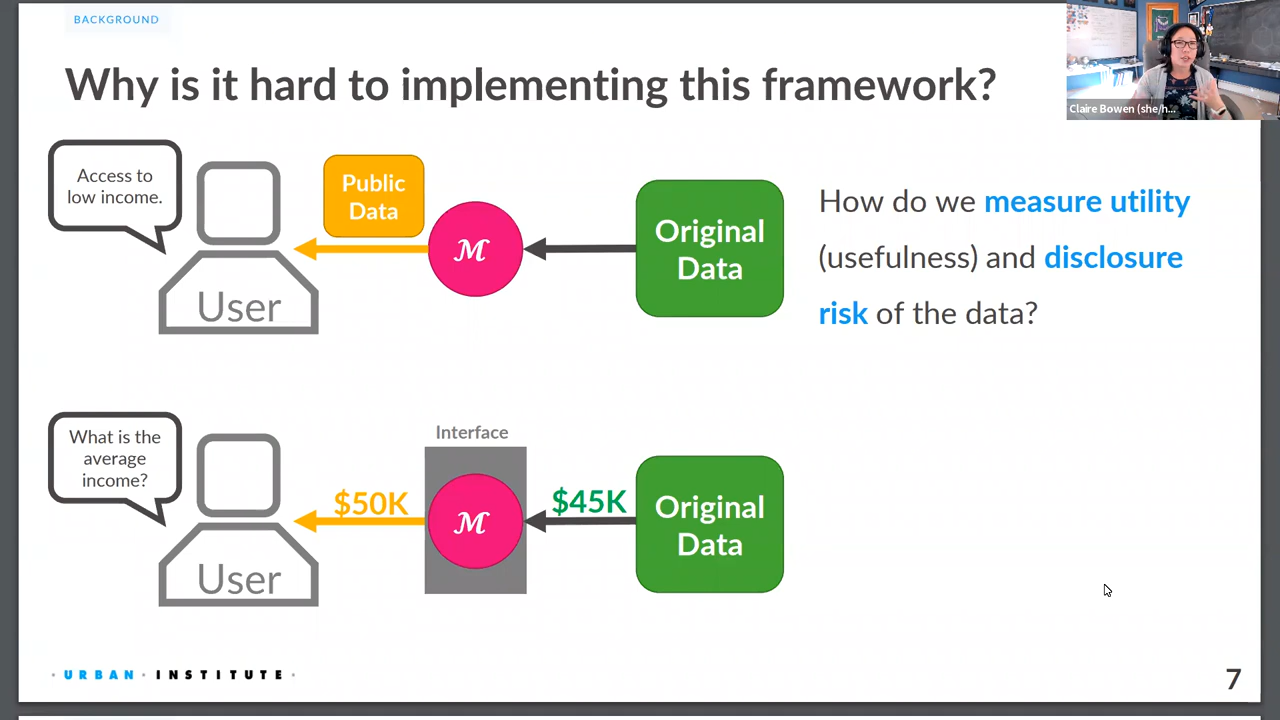 BACKGROUND
Why is it hard to implementing this framework?
Claire Bowen (she/h...
Access to
low income.
User
Public
Data
ℳ
Original
Data
How do we measure utility
(usefulness) and disclosure
risk of the data?
What is the
average
income?
User
$50K
Interface
ℳ
$45K
Original
Data
· URBAN · INSTITUTE ·
7